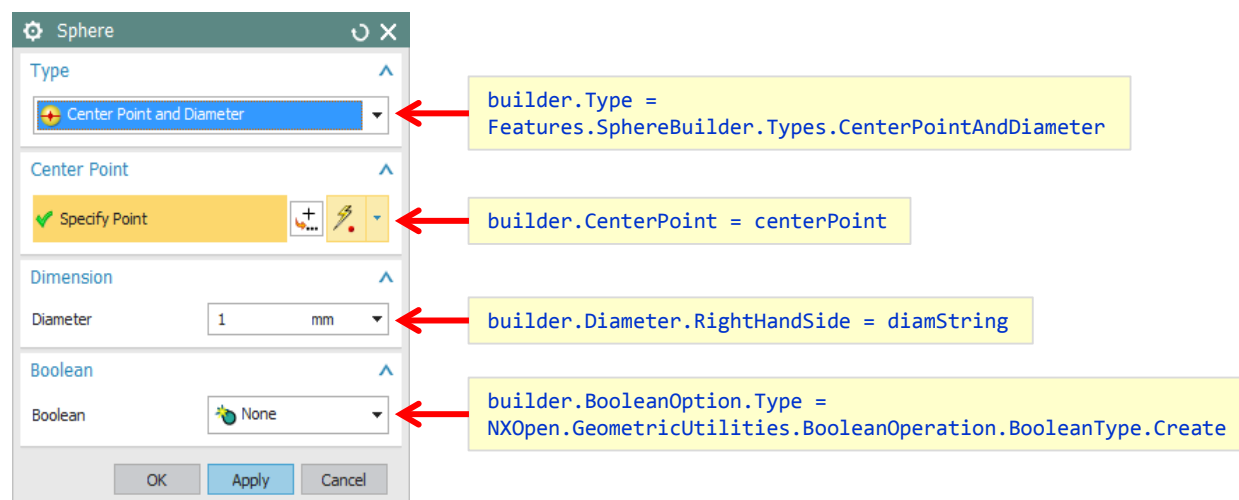 Sphere
Type
Center Point and Diameter
builder.Type =
Features.SphereBuilder.Types.CenterPointAndDiameter
Center Point
Specify Point
builder.CenterPoint = centerPoint
Dimension
Diameter 1 mm
builder.Diameter.RightHandSide = diamString
Boolean
Boolean None
builder.BooleanOption.Type =
NXOpen.GeometricUtilities.BooleanOperation.BooleanType.Create
OK Apply Cancel